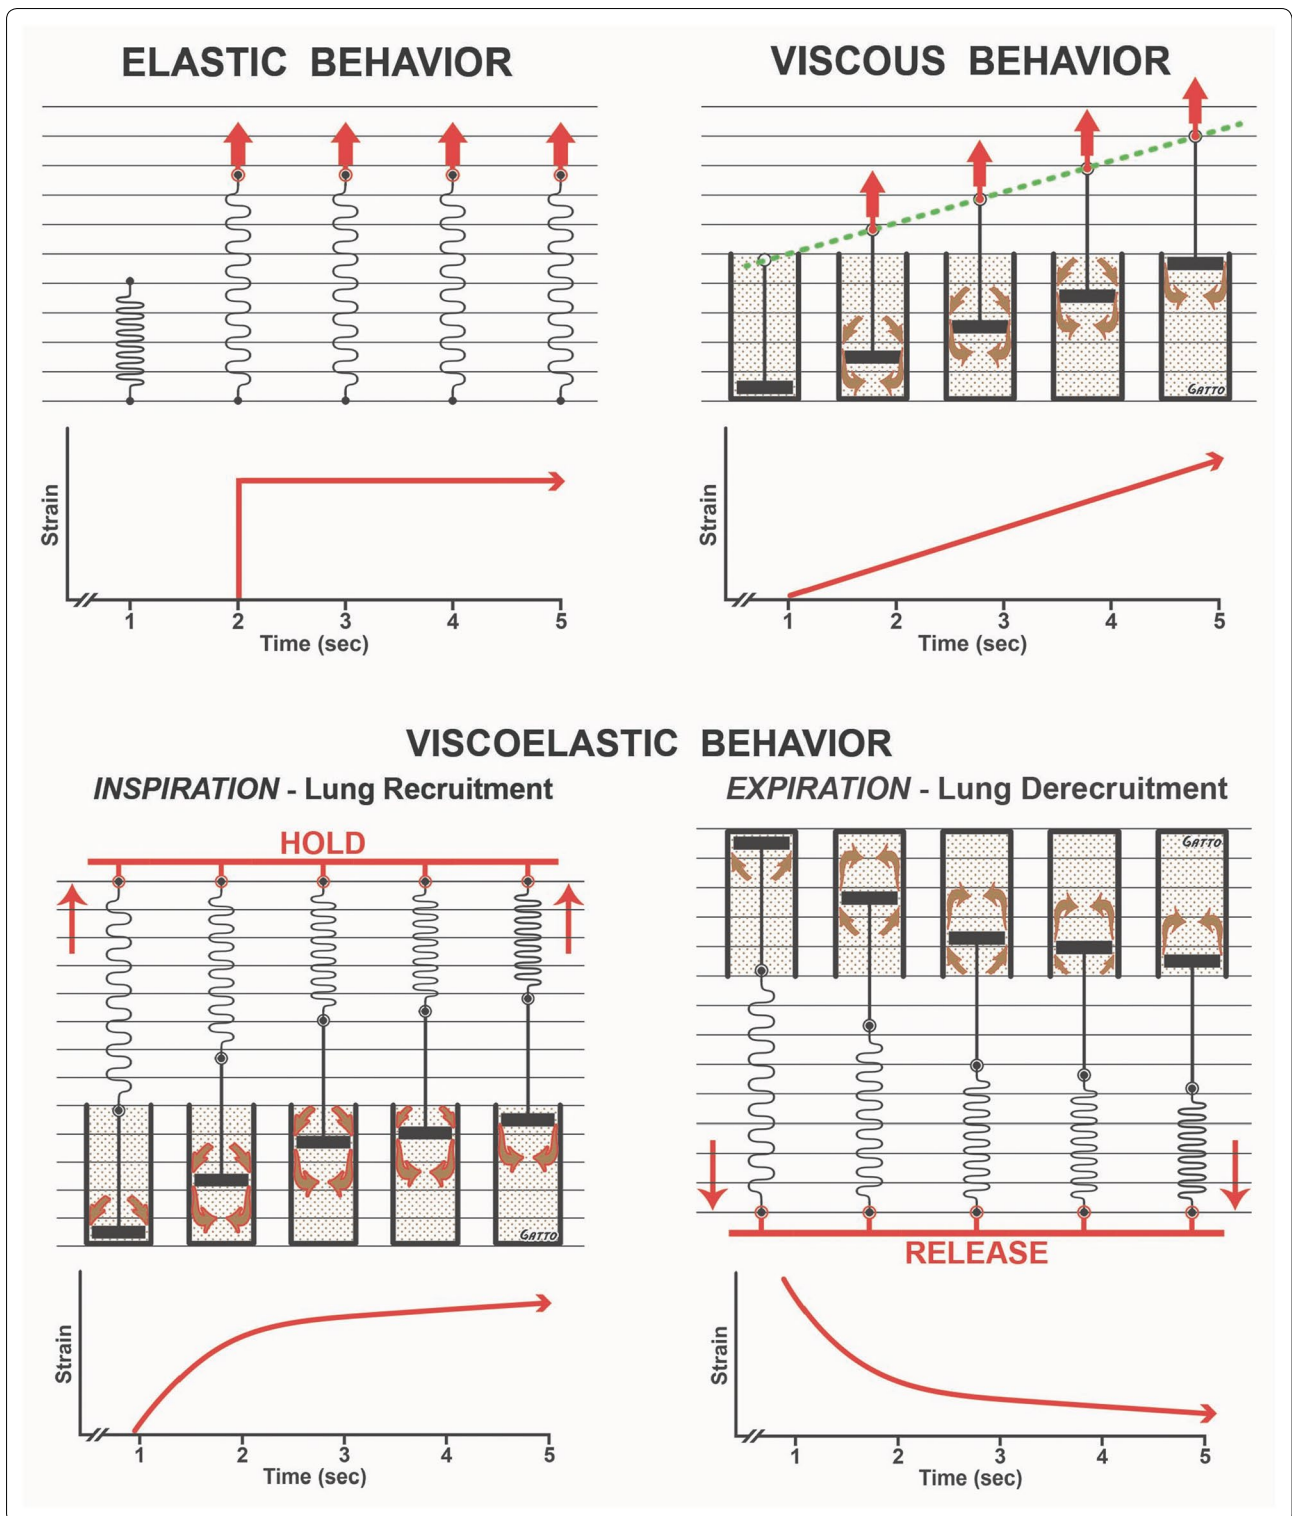 ELASTIC BEHAVIOR
VISCOUS BEHAVIOR
GATTO
Strain
1 2 3 4 5
Time (sec)
Strain
1 2 3 4 5
Time (sec)
VISCOELASTIC BEHAVIOR
INSPIRATION - Lung Recruitment
EXPIRATION - Lung Derecruitment
HOLD
GATTO
GATTO
RELEASE
Strain
1 2 3 4 5
Time (sec)
Strain
1 2 3 4 5
Time (sec)